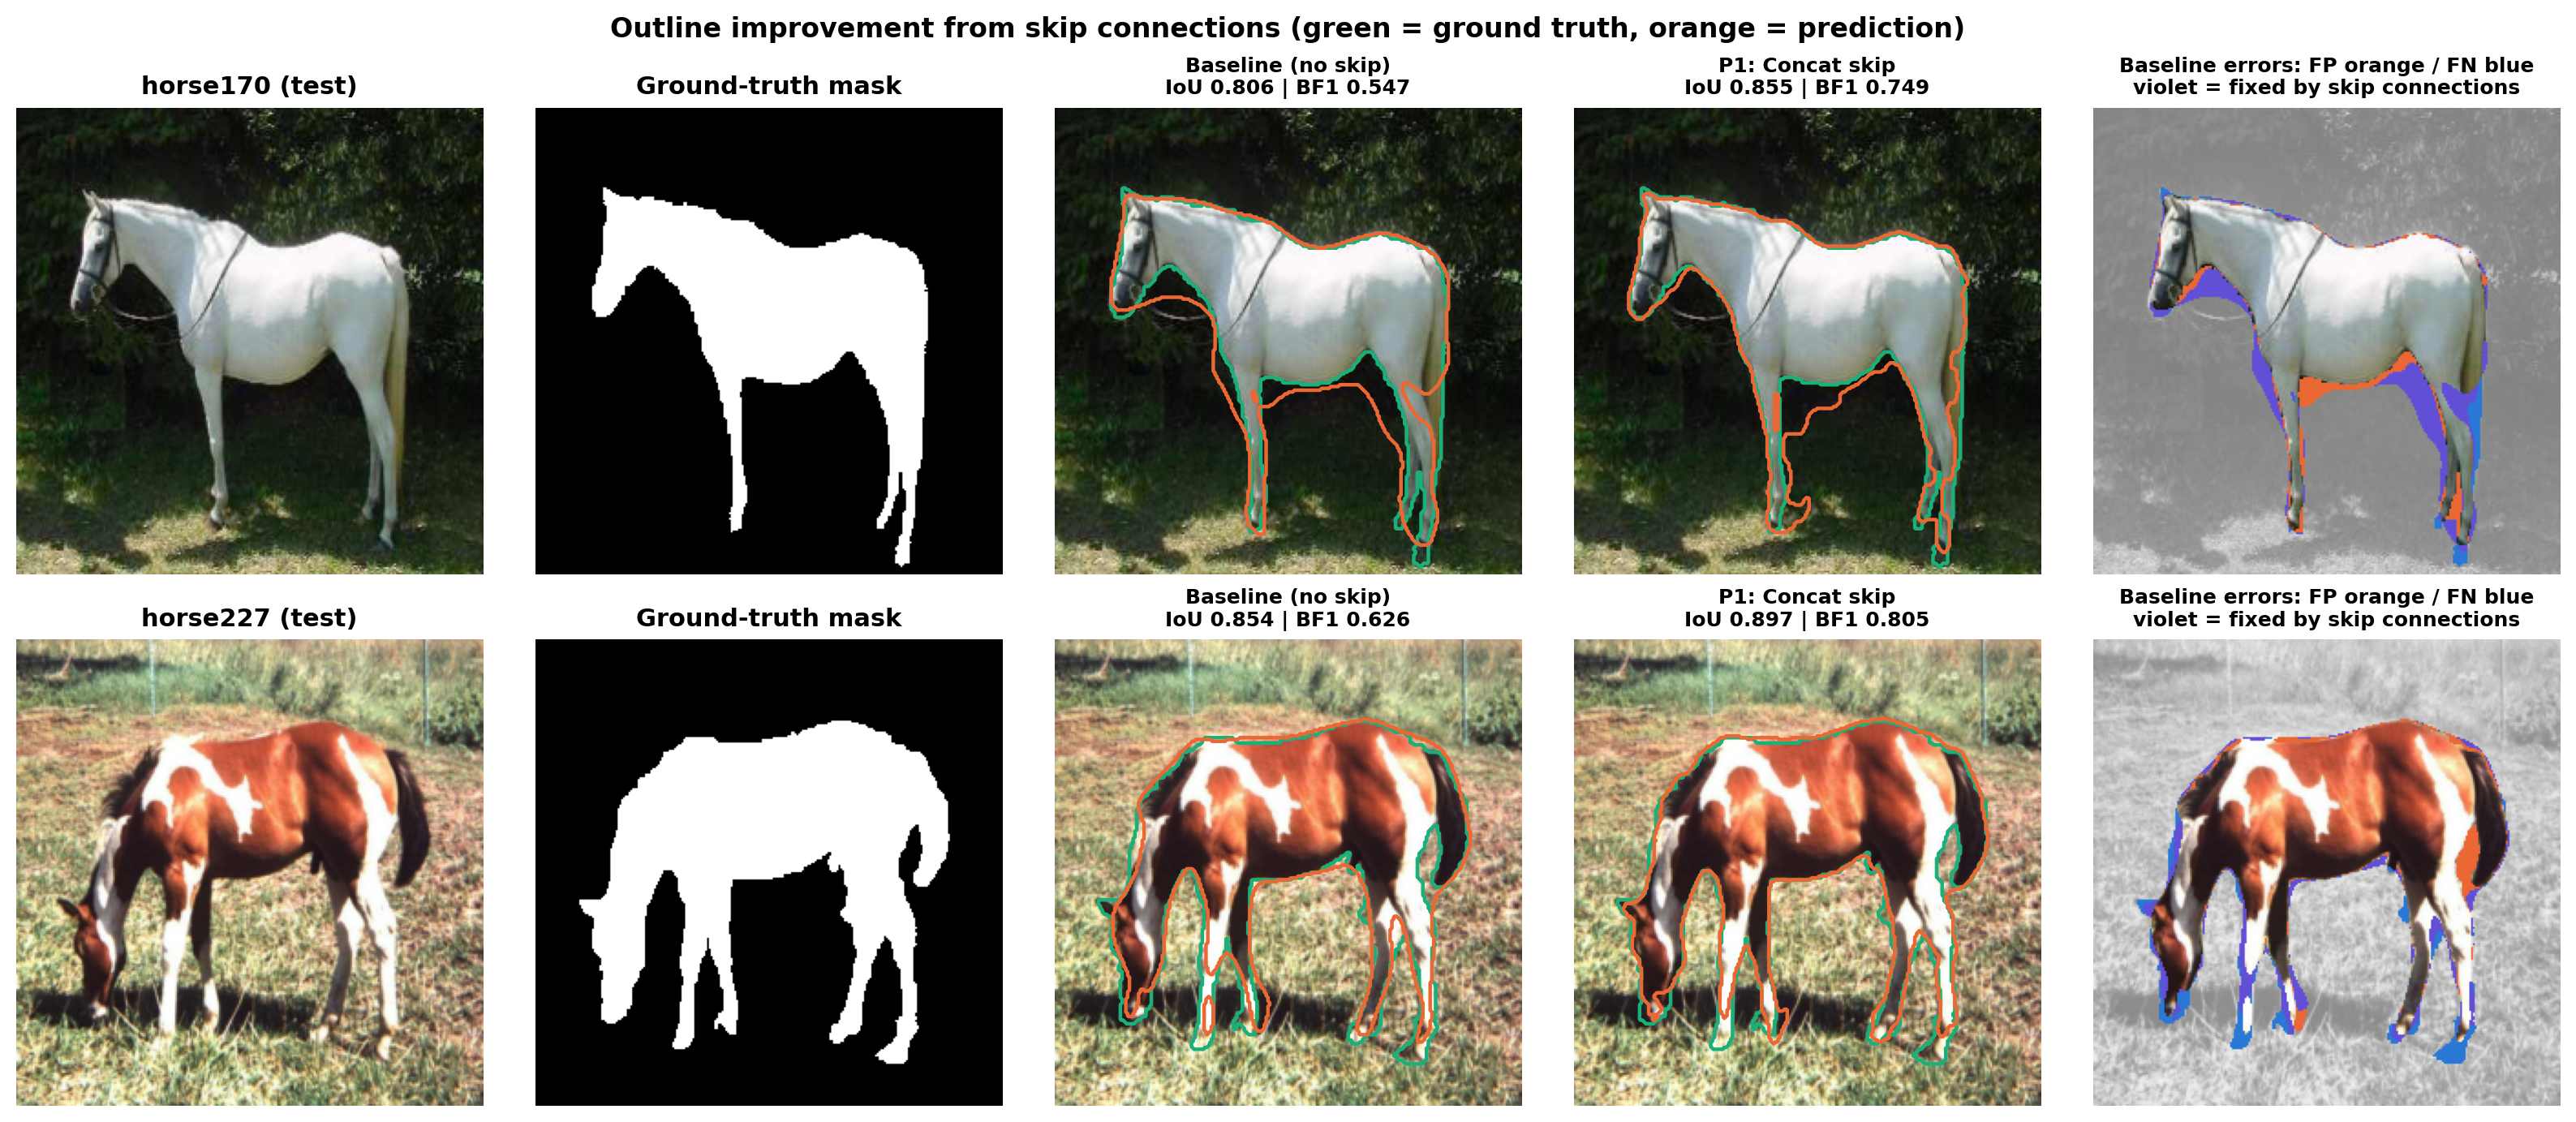 Outline improvement from skip connections (green = ground truth, orange = prediction)
horse170 (test)
Ground-truth mask
Baseline (no skip)
IoU 0.806 | BF1 0.547
P1: Concat skip
IoU 0.855 | BF1 0.749
Baseline errors: FP orange / FN blue
violet = fixed by skip connections
horse227 (test)
Ground-truth mask
Baseline (no skip)
IoU 0.854 | BF1 0.626
P1: Concat skip
IoU 0.897 | BF1 0.805
Baseline errors: FP orange / FN blue
violet = fixed by skip connections